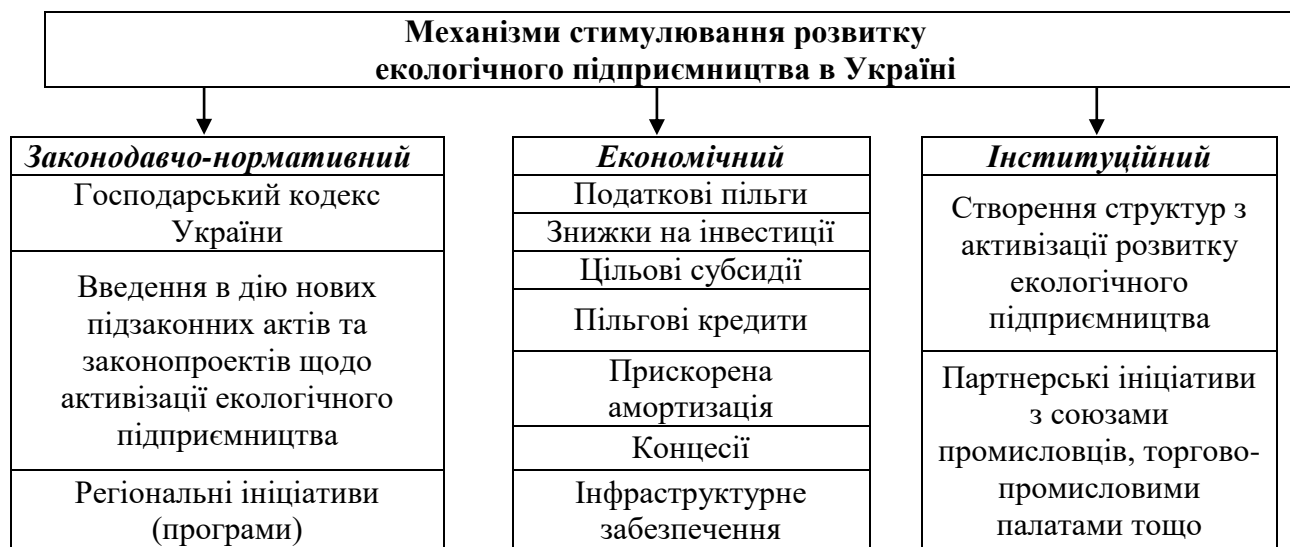 Механізми стимулювання розвитку
екологічного підприємництва в Україні
Законодавчо-нормативний
Господарський кодекс
України
Введення в дію нових
підзаконних актів та
законопроектів щодо
активізації екологічного
підприємництва
Регіональні ініціативи
(програми)
Економічний
Податкові пільги
Знижки на інвестиції
Цільові субсидії
Пільгові кредити
Прискорена
амортизація
Концесії
Інфраструктурне
забезпечення
Інституційний
Створення структур з
активізації розвитку
екологічного
підприємництва
Партнерські ініціативи
з союзами
промисловців, торгово-
промисловими
палатами тощо